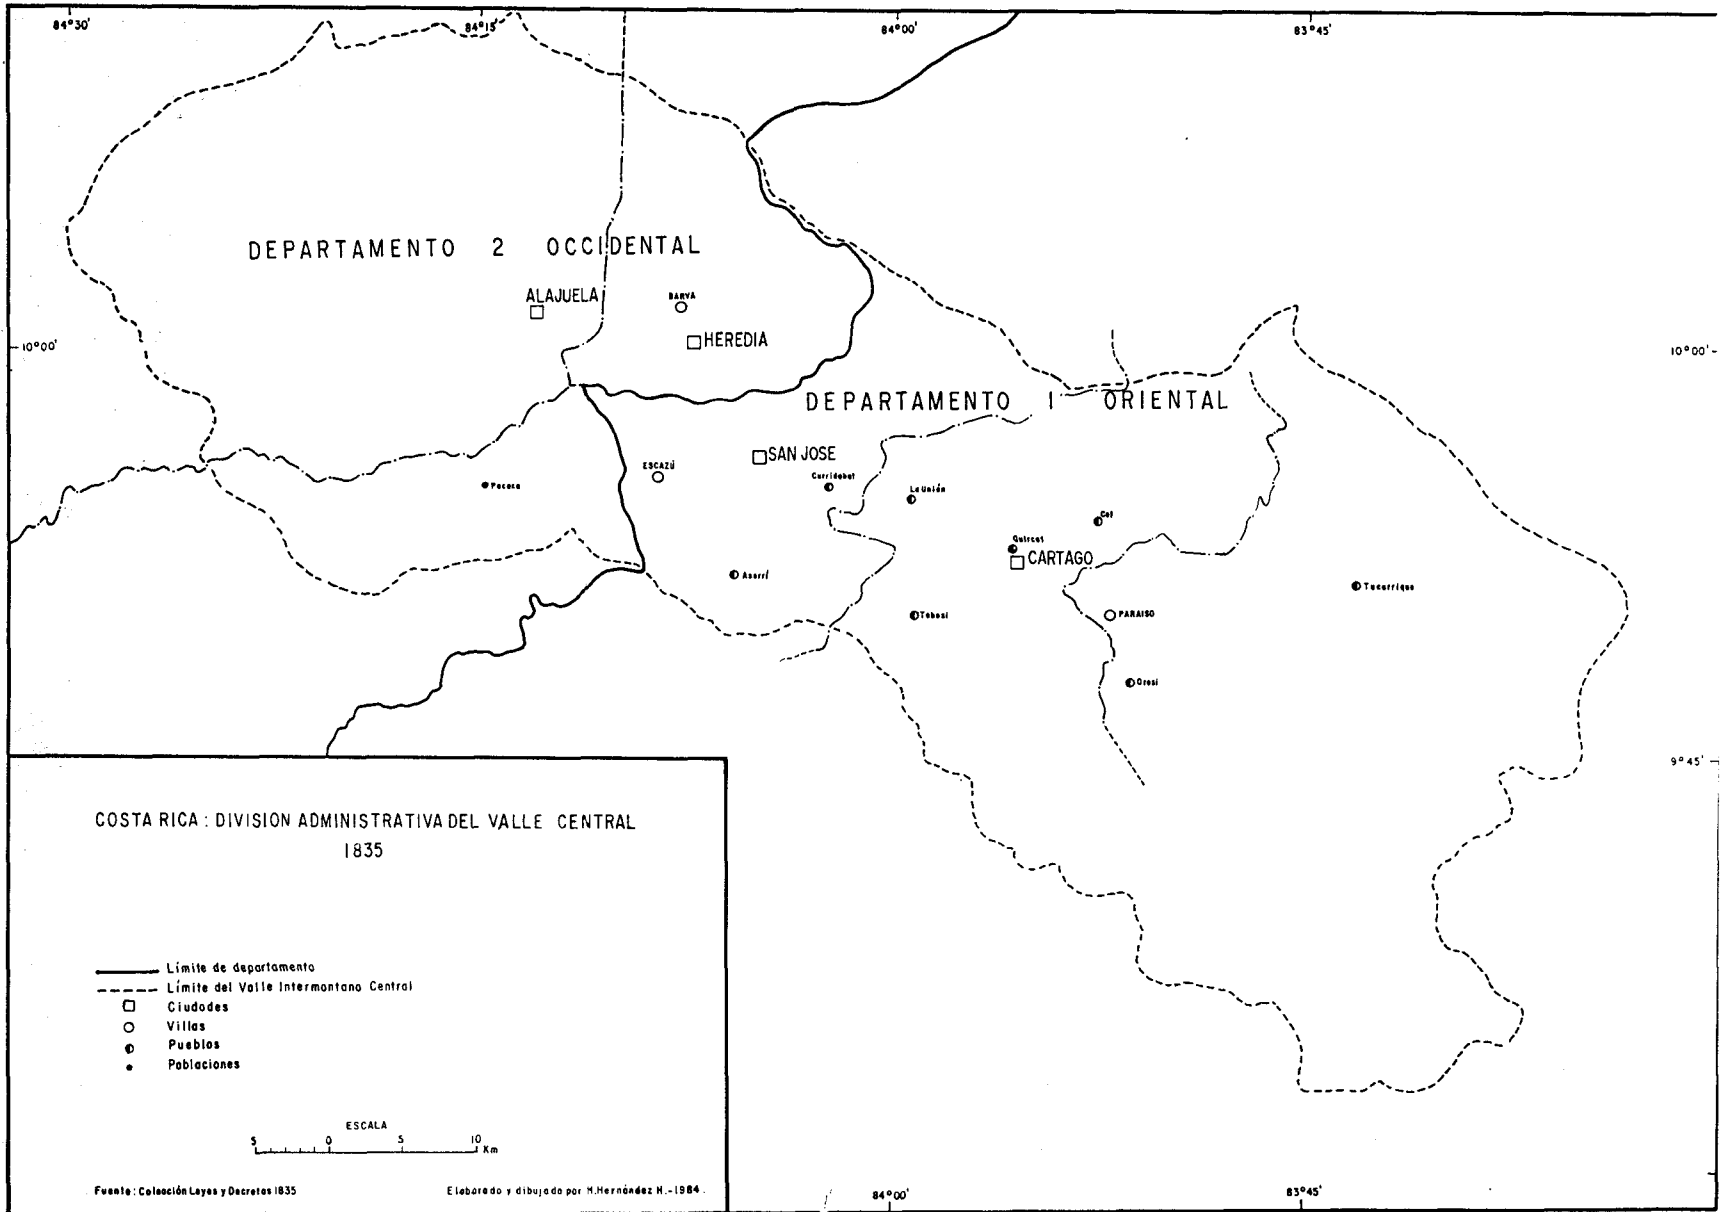 84°30'
84°15'
84°00'
83°45'
DEPARTAMENTO 2 OCCIDENTAL
ALAJUELA
BARVA
HEREDIA
10°00'
10°00'
DEPARTAMENTO I ORIENTAL
SAN JOSE
ESCAZÚ
Curridabat
La Unión
Pacaca
Cot
Quircot
CARTAGO
Aserrí
Tucurrique
Tobosi
PARAISO
Orosi
9°45'
COSTA RICA : DIVISION ADMINISTRATIVA DEL VALLE CENTRAL
1835
Límite de departamento
Límite del Valle Intermontano Central
Ciudades
Villas
Pueblos
Poblaciones
ESCALA
5 0 5 10
Km
Fuente : Colección Leyes y Decretos 1835
Elaborado y dibujado por M. Hernández H. - 1984.
84°00'
83°45'